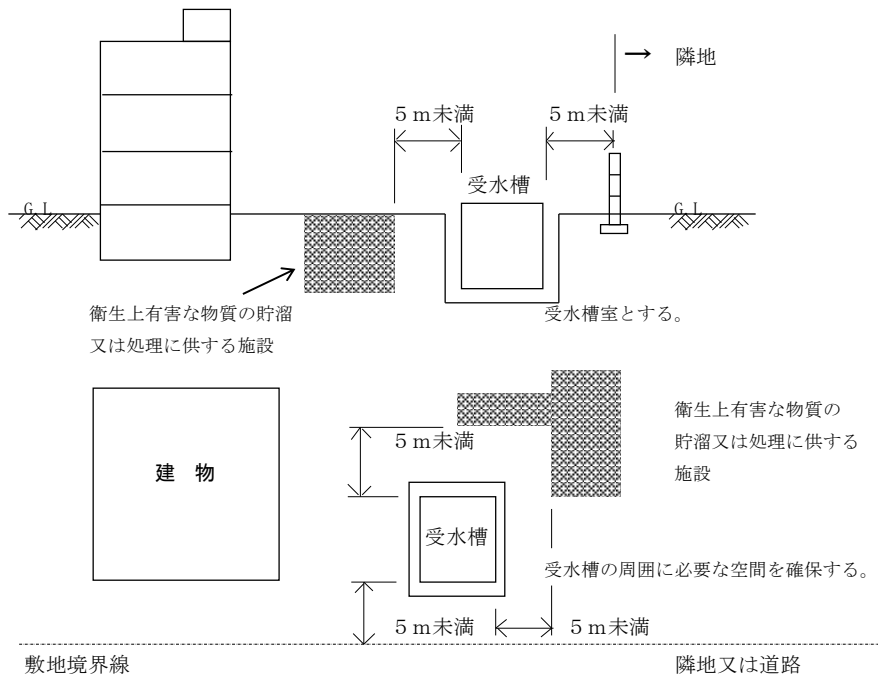 隣地
5m未満
5m未満
受水槽
G.L
G.L
衛生上有害な物質の貯溜
又は処理に供する施設
受水槽室とする。
衛生上有害な物質の
貯溜又は処理に供する
施設
5m未満
建 物
受水槽
受水槽の周囲に必要な空間を確保する。
5m未満
5m未満
敷地境界線
隣地又は道路